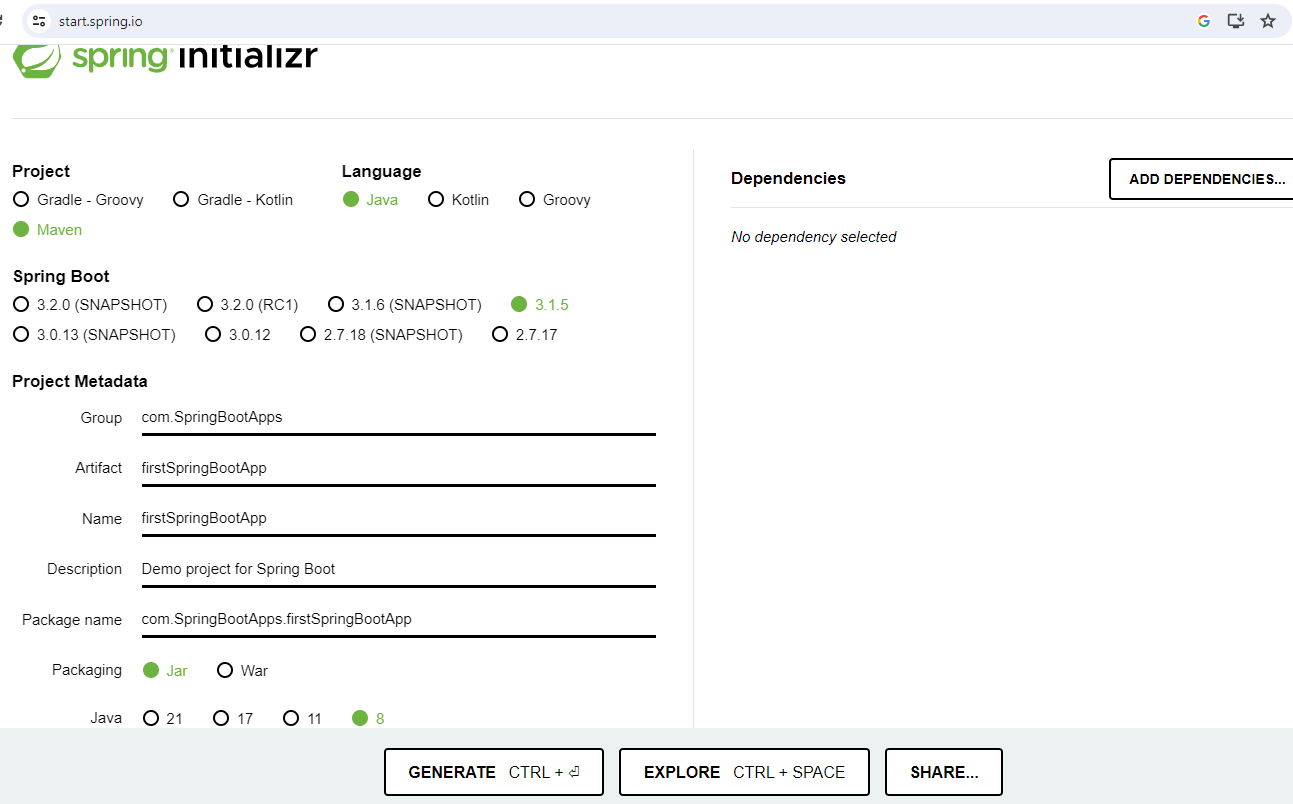 start.spring.io
spring initializr
Project
Gradle - Groovy Gradle - Kotlin
Maven
Language
Java Kotlin Groovy
Spring Boot
3.2.0 (SNAPSHOT) 3.2.0 (RC1) 3.1.6 (SNAPSHOT) 3.1.5
3.0.13 (SNAPSHOT) 3.0.12 2.7.18 (SNAPSHOT) 2.7.17
Project Metadata
Group com.SpringBootApps
Artifact firstSpringBootApp
Name firstSpringBootApp
Description Demo project for Spring Boot
Package name com.SpringBootApps.firstSpringBootApp
Packaging Jar War
Java 21 17 11 8
Dependencies ADD DEPENDENCIES...
No dependency selected
GENERATE CTRL + ⏎ EXPLORE CTRL + SPACE SHARE...